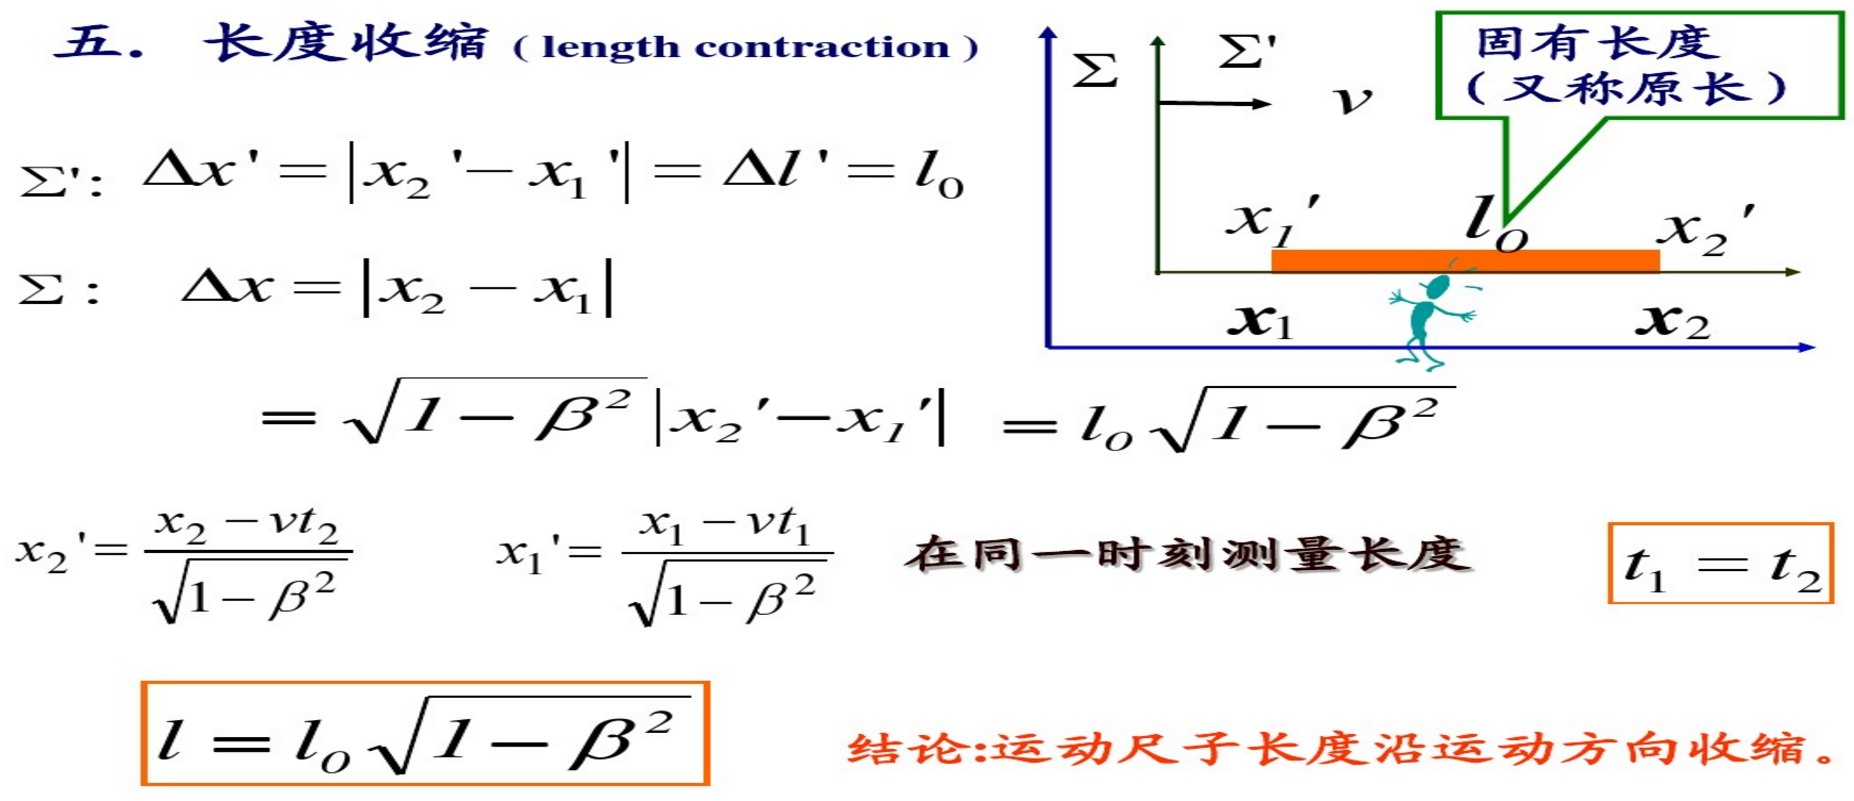 五. 长度收缩 ( length contraction )
Σ Σ' v
固有长度
(又称原长)
Σ': Δx' = |x₂' − x₁'| = Δl' = l₀
x₁' l₀ x₂'
Σ: Δx = |x₂ − x₁|
x₁ x₂
= √(1 − β²) |x₂' − x₁'| = l₀ √(1 − β²)
x₂' = (x₂ − vt₂) / √(1 − β²) x₁' = (x₁ − vt₁) / √(1 − β²) 在同一时刻测量长度 t₁ = t₂
l = l₀ √(1 − β²)
结论:运动尺子长度沿运动方向收缩。